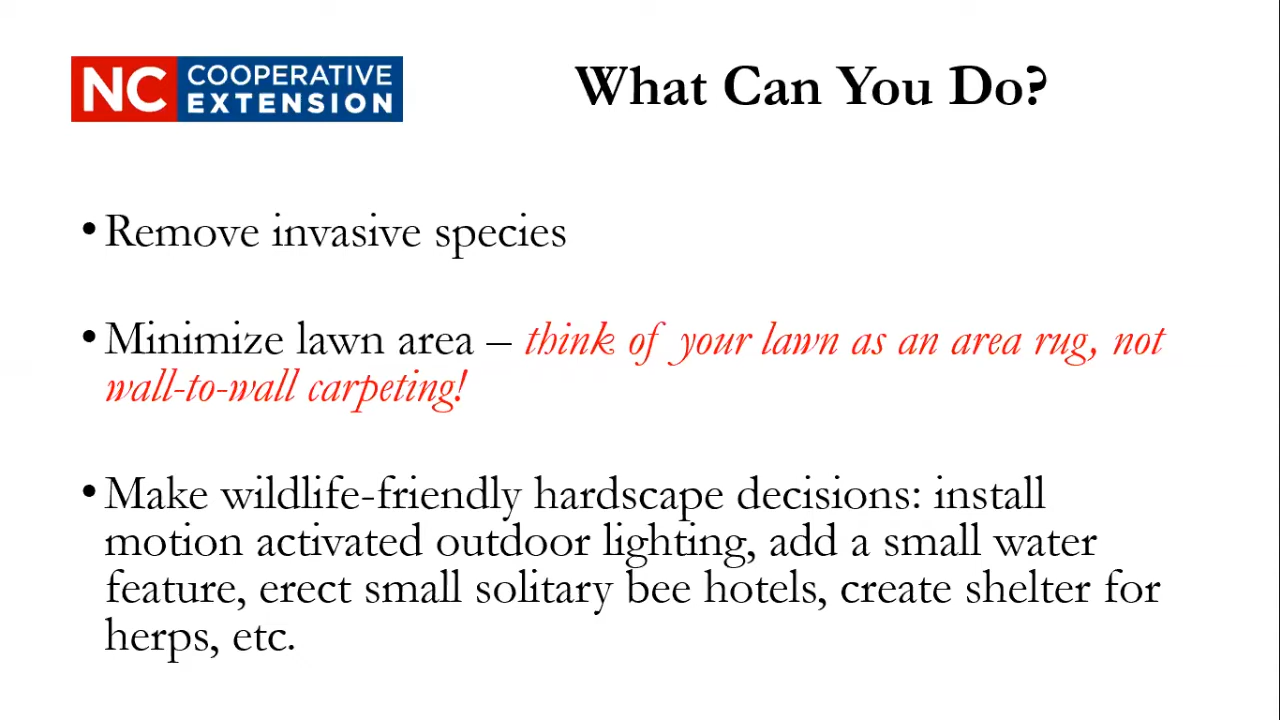 NC COOPERATIVE
EXTENSION
What Can You Do?
•Remove invasive species
•Minimize lawn area – think of your lawn as an area rug, not
wall-to-wall carpeting!
•Make wildlife-friendly hardscape decisions: install
motion activated outdoor lighting, add a small water
feature, erect small solitary bee hotels, create shelter for
herps, etc.